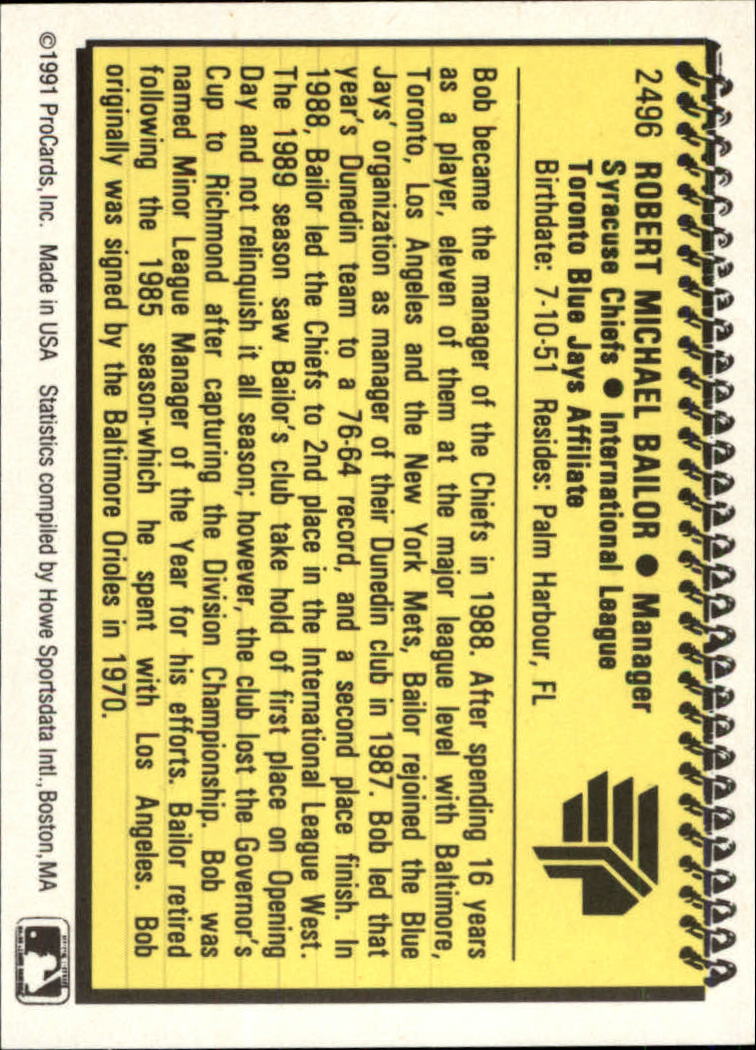 2496 ROBERT MICHAEL BAILOR ● Manager
Syracuse Chiefs ● International League
Toronto Blue Jays Affiliate
Birthdate: 7-10-51 Resides: Palm Harbour, FL
Bob became the manager of the Chiefs in 1988. After spending 16 years
as a player, eleven of them at the major league level with Baltimore,
Toronto, Los Angeles and the New York Mets, Bailor rejoined the Blue
Jays' organization as manager of their Dunedin club in 1987. Bob led that
year's Dunedin team to a 76-64 record, and a second place finish. In
1988, Bailor led the Chiefs to 2nd place in the International League West.
The 1989 season saw Bailor's club take hold of first place on Opening
Day and not relinquish it all season; however, the club lost the Governor's
Cup to Richmond after capturing the Division Championship. Bob was
named Minor League Manager of the Year for his efforts. Bailor retired
following the 1985 season-which he spent with Los Angeles. Bob
originally was signed by the Baltimore Orioles in 1970.
©1991 ProCards, Inc. Made in USA Statistics compiled by Howe Sportsdata Intl., Boston, MA